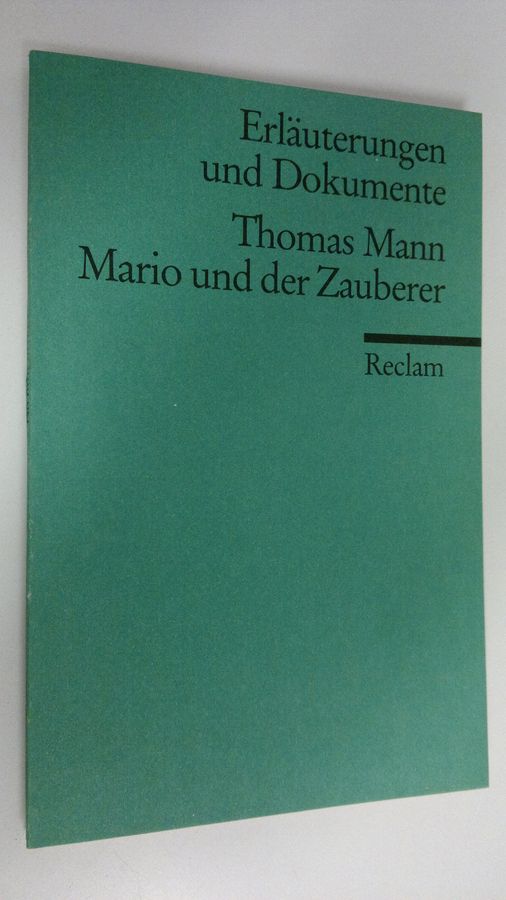 Erläuterungen
und Dokumente
Thomas Mann
Mario und der Zauberer
Reclam